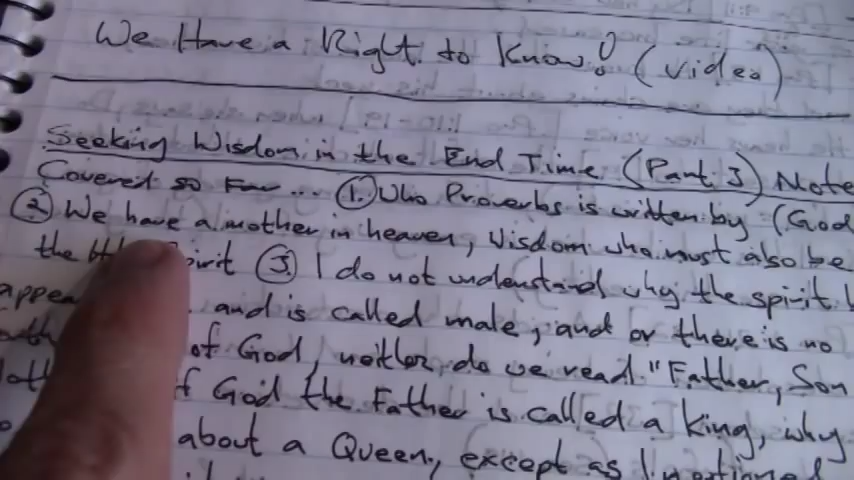 We Have a Right to Know! (video)
Seeking Wisdom in the End Time (Part 3) Note
Covered so Far... ① Who Proverbs is written by (God
② We have a mother in heaven, Wisdom who must also be
the Spirit ③ I do not understand why the spirit
appea and is called male, and or there is no
of God, neither do we read "Father, Son
f God the Father is called a King, why
about a Queen, except as I mentioned